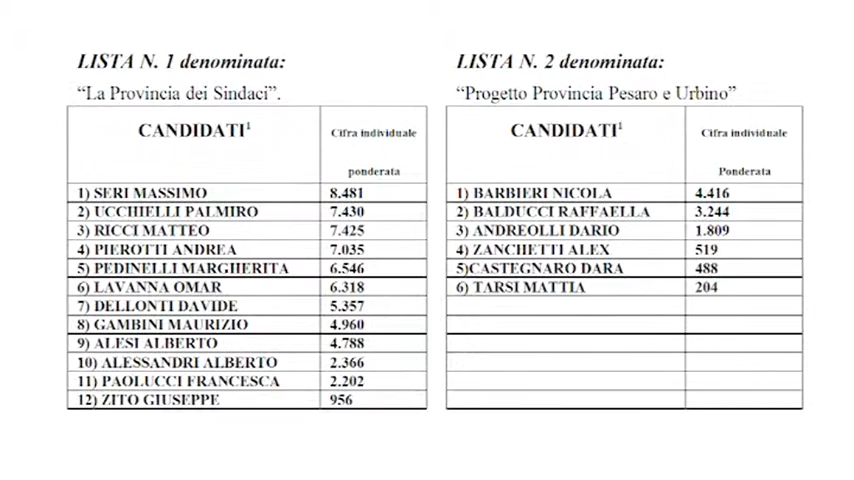 LISTA N. 1 denominata:
“La Provincia dei Sindaci”.
CANDIDATI¹ Cifra individuale
ponderata
1) SERI MASSIMO 8.481
2) UCCHIELLI PALMIRO 7.430
3) RICCI MATTEO 7.425
4) PIEROTTI ANDREA 7.035
5) PEDINELLI MARGHERITA 6.546
6) LAVANNA OMAR 6.318
7) DELLONTI DAVIDE 5.357
8) GAMBINI MAURIZIO 4.960
9) ALESI ALBERTO 4.788
10) ALESSANDRI ALBERTO 2.366
11) PAOLUCCI FRANCESCA 2.202
12) ZITO GIUSEPPE 956
LISTA N. 2 denominata:
“Progetto Provincia Pesaro e Urbino”
CANDIDATI¹ Cifra individuale
Ponderata
1) BARBIERI NICOLA 4.416
2) BALDUCCI RAFFAELLA 3.244
3) ANDREOLLI DARIO 1.809
4) ZANCHETTI ALEX 519
5)CASTEGNARO DARA 488
6) TARSI MATTIA 204